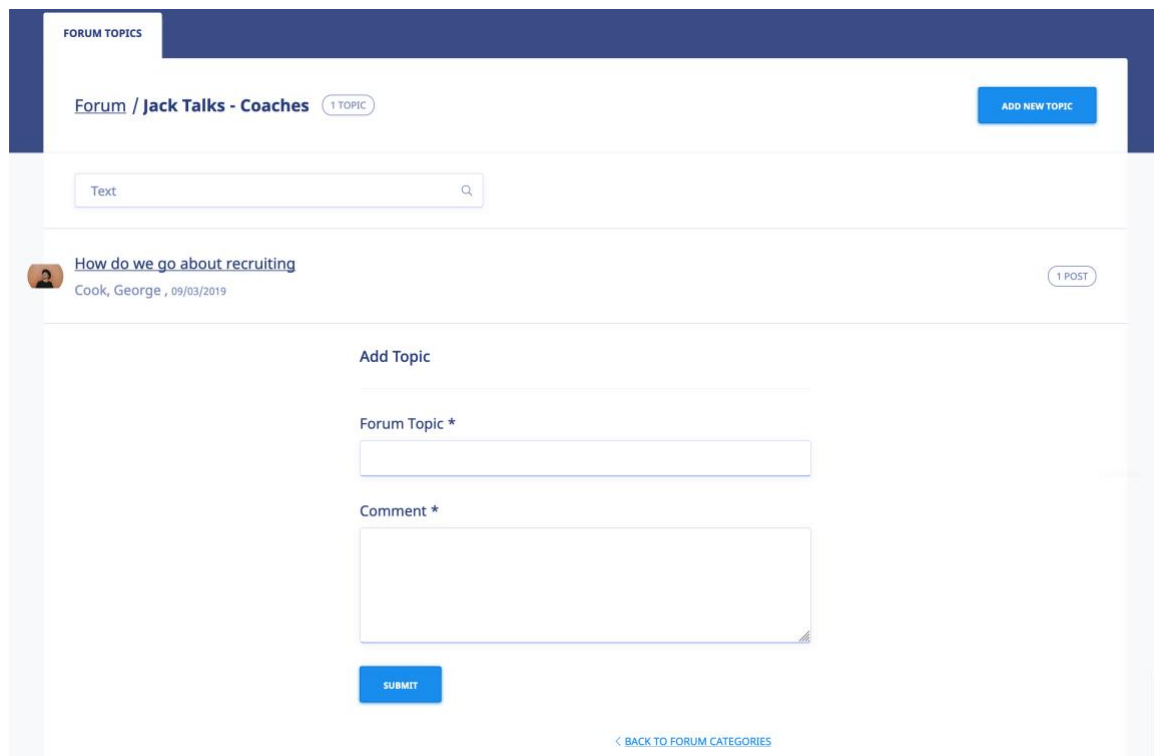 FORUM TOPICS
Forum / Jack Talks - Coaches 1 TOPIC
ADD NEW TOPIC
Text
How do we go about recruiting
Cook, George , 09/03/2019
1 POST
Add Topic
Forum Topic *
Comment *
SUBMIT
< BACK TO FORUM CATEGORIES